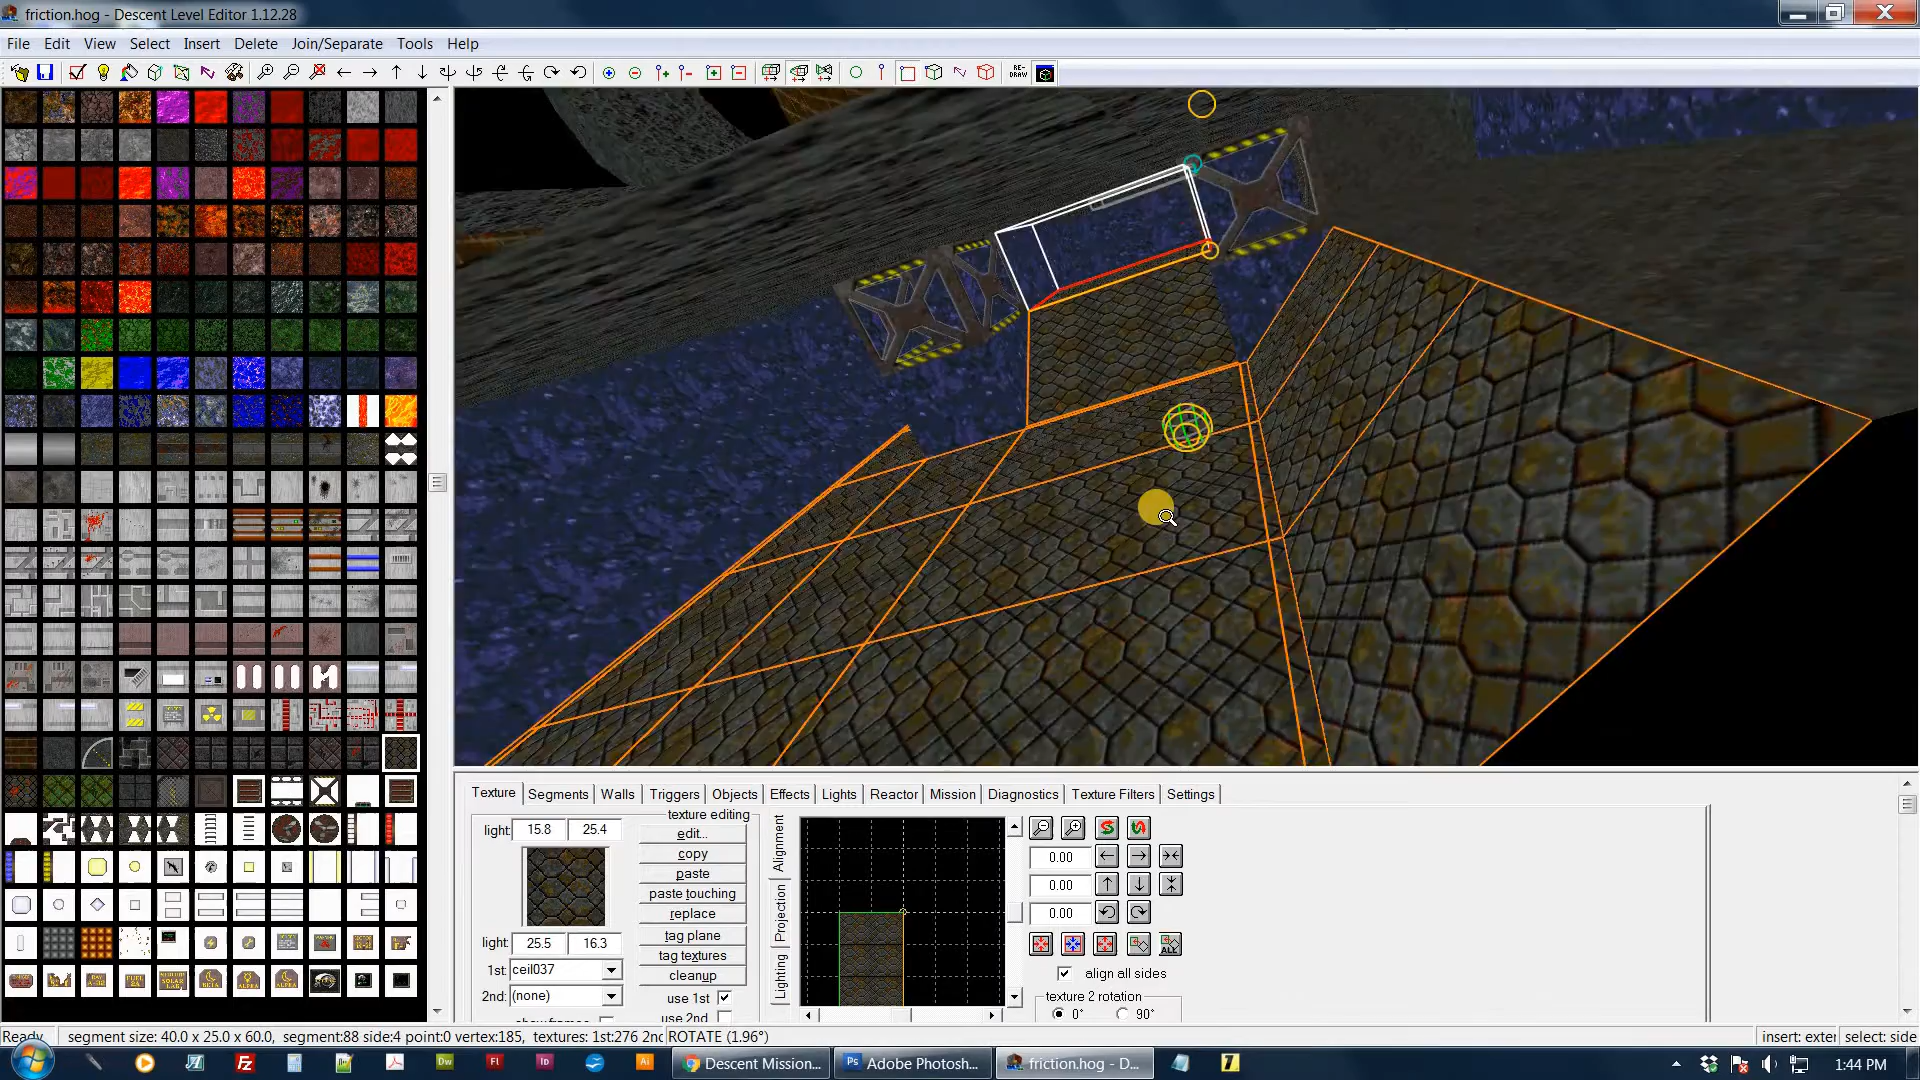 friction.hog - Descent Level Editor 1.12.28
File Edit View Select Insert Delete Join/Separate Tools Help
RE-
DRAW
Texture Segments Walls Triggers Objects Effects Lights Reactor Mission Diagnostics Texture Filters Settings
texture editing
light: 15.8 25.4
edit...
copy
paste
paste touching
replace
tag plane
tag textures
cleanup
light: 25.5 16.3
1st: ceil037
2nd: (none)
use 1st
use 2nd
show frames
Alignment
Projection
Lighting
0.00
0.00
0.00
ALL
align all sides
texture 2 rotation
0° 90°
Ready segment size: 40.0 x 25.0 x 60.0, segment:88 side:4 point:0 vertex:185, textures: 1st:276 2nd ROTATE (1.96°) insert: exter select: side
Descent Mission... Adobe Photosh... friction.hog - D... 1:44 PM